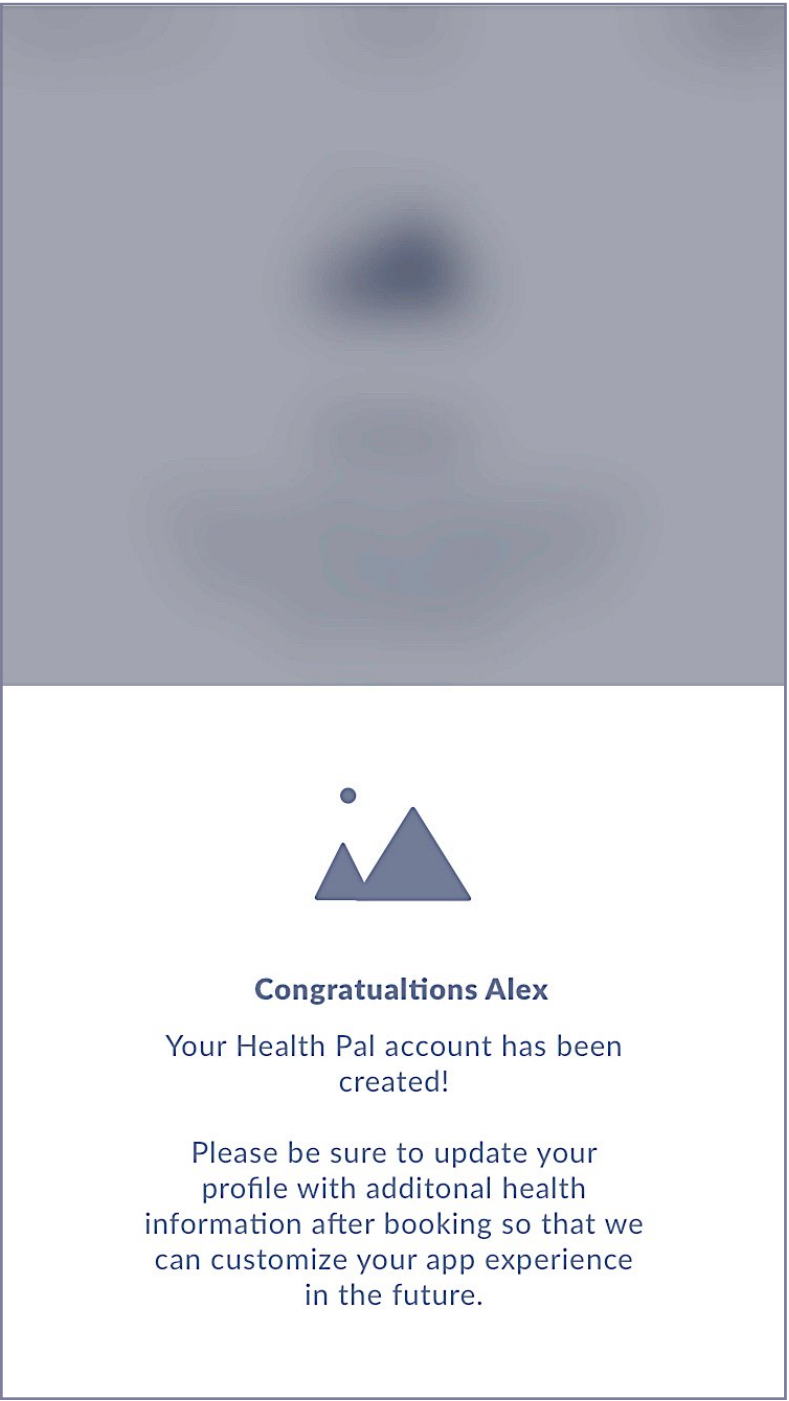 Congratualtions Alex
Your Health Pal account has been
created!
Please be sure to update your
profile with additonal health
information after booking so that we
can customize your app experience
in the future.